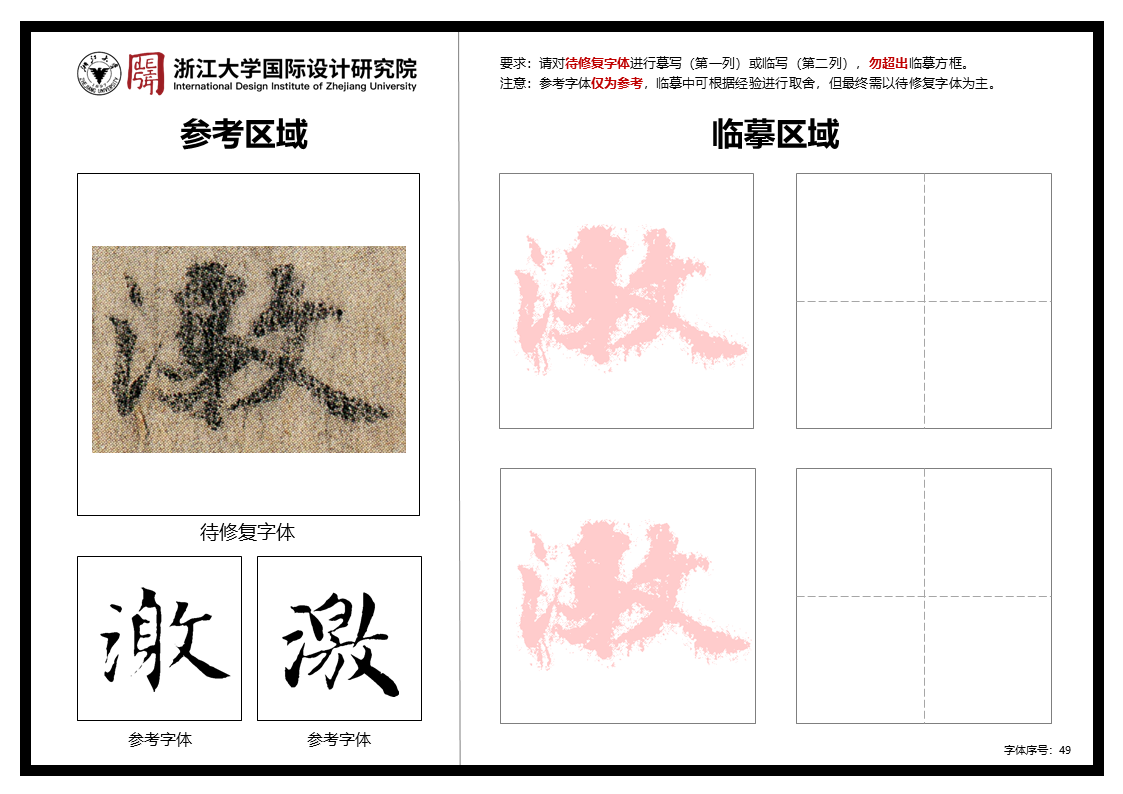 浙江大学国际设计研究院
International Design Institute of Zhejiang University
参考区域
激
待修复字体
激
激
参考字体
参考字体
要求：请对待修复字体进行摹写（第一列）或临写（第二列），勿超出临摹方框。
注意：参考字体仅为参考，临摹中可根据经验进行取舍，但最终需以待修复字体为主。
临摹区域
激
激
字体序号：49